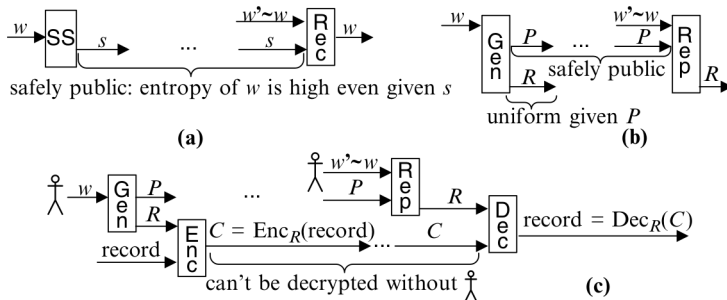 w SS s ... w'~w s Rec w
safely public: entropy of w is high even given s
(a)
w Gen P ... w'~w P Rep R
safely public
R
uniform given P
(b)
w Gen P ... w'~w P Rep R
R
record Enc C = Enc_R(record) ... C Dec record = Dec_R(C)
can't be decrypted without
(c)